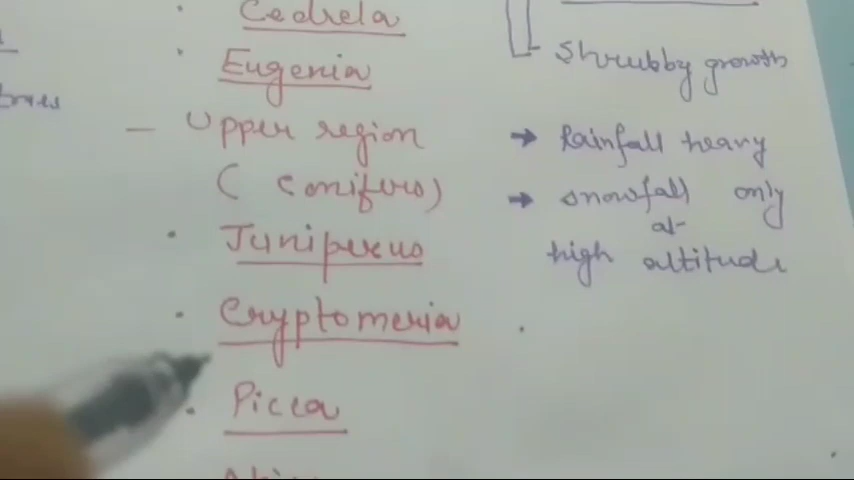 Cedrela
Eugenia
— Upper region
(Conifers)
Juniperus
Cryptomeria
Picea
Shrubby growth
→ Rainfall heavy
→ snowfall only
at
high altitude